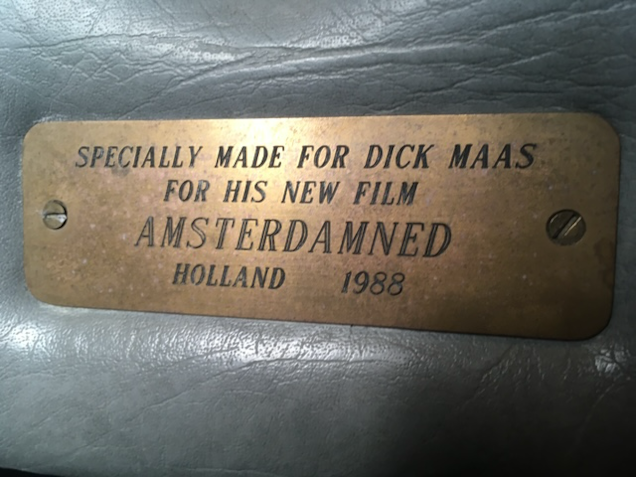 SPECIALLY MADE FOR DICK MAAS
FOR HIS NEW FILM
AMSTERDAMNED
HOLLAND 1988